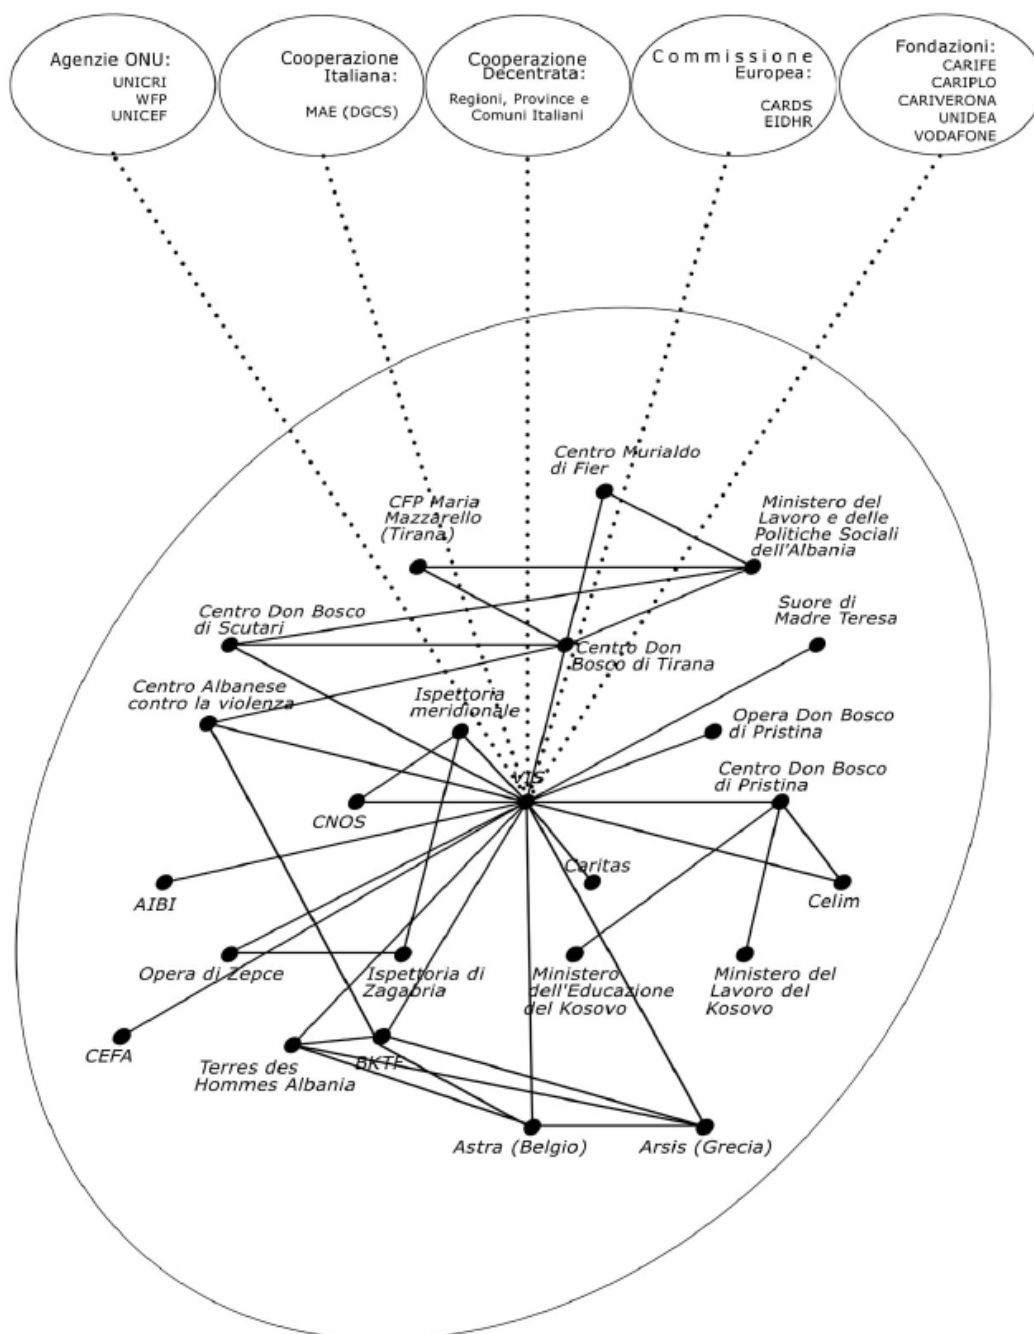 Agenzie ONU:
UNICRI
WFP
UNICEF
Cooperazione
Italiana:
MAE (DGCS)
Cooperazione
Decentrata:
Regioni, Province e
Comuni Italiani
Commissione
Europea:
CARDS
EIDHR
Fondazioni:
CARIFE
CARIPLO
CARIVERONA
UNIDEA
VODAFONE
Centro Murialdo
di Fier
CFP Maria
Mazzarello
(Tirana)
Ministero del
Lavoro e delle
Politiche Sociali
dell'Albania
Centro Don Bosco
di Scutari
Suore di
Madre Teresa
Centro Don
Bosco di Tirana
Centro Albanese
contro la violenza
Ispettoria
meridionale
Opera Don Bosco
di Pristina
VIS
Centro Don Bosco
di Pristina
CNOS
Caritas
AIBI
Celim
Opera di Zepce
Ispettoria di
Zagabria
Ministero
dell'Educazione
del Kosovo
Ministero del
Lavoro del
Kosovo
CEFA
Terres des
Hommes Albania
BKTF
Astra (Belgio)
Arsis (Grecia)